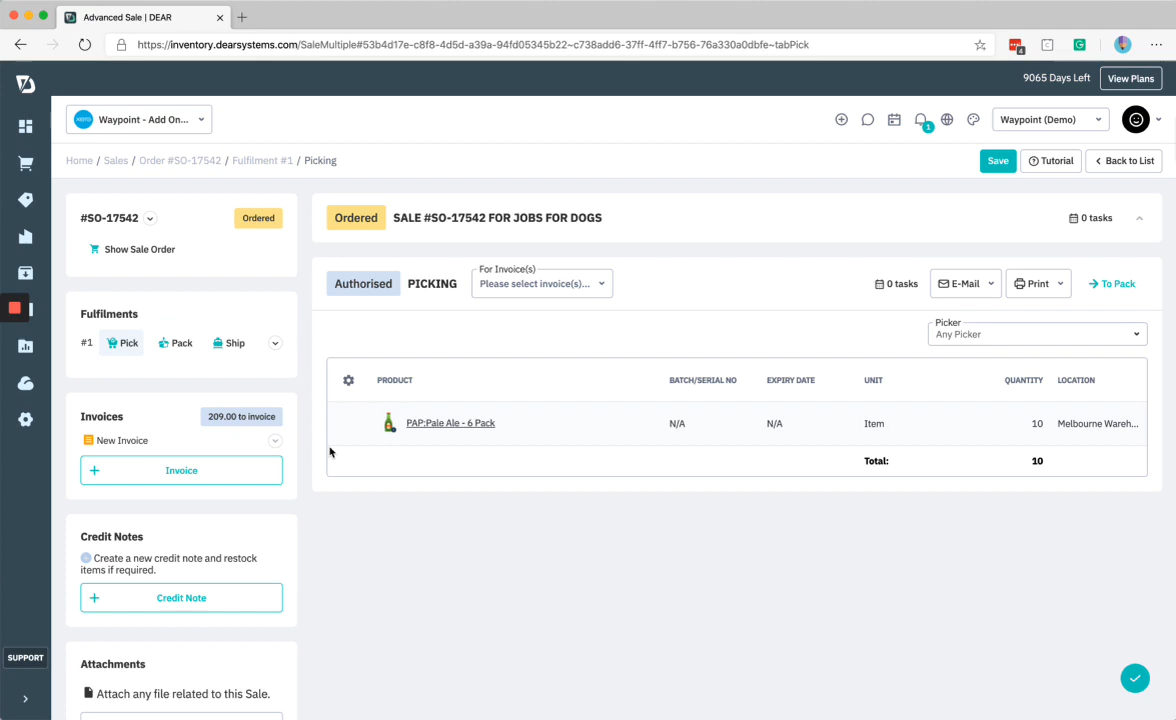 Advanced Sale | DEAR
https://inventory.dearsystems.com/SaleMultiple#53b4d17e-c8f8-4d5d-a39a-94fd05345b22~c738add6-37ff-4ff7-b756-76a330a0dbfe~tabPick
4
9065 Days Left
View Plans
Waypoint - Add On...
1
Waypoint (Demo)
Home / Sales / Order #SO-17542 / Fulfilment #1 / Picking
Save
Tutorial
Back to List
#SO-17542
Ordered
Show Sale Order
Ordered
SALE #SO-17542 FOR JOBS FOR DOGS
0 tasks
Authorised
PICKING
For Invoice(s)
Please select invoice(s)...
0 tasks
E-Mail
Print
To Pack
Fulfilments
#1
Pick
Pack
Ship
Picker
Any Picker
PRODUCT
BATCH/SERIAL NO
EXPIRY DATE
UNIT
QUANTITY
LOCATION
PAP:Pale Ale - 6 Pack
N/A
N/A
Item
10
Melbourne Wareh...
Total:
10
Invoices
209.00 to invoice
New Invoice
+ Invoice
Credit Notes
Create a new credit note and restock
items if required.
+ Credit Note
Attachments
Attach any file related to this Sale.
SUPPORT